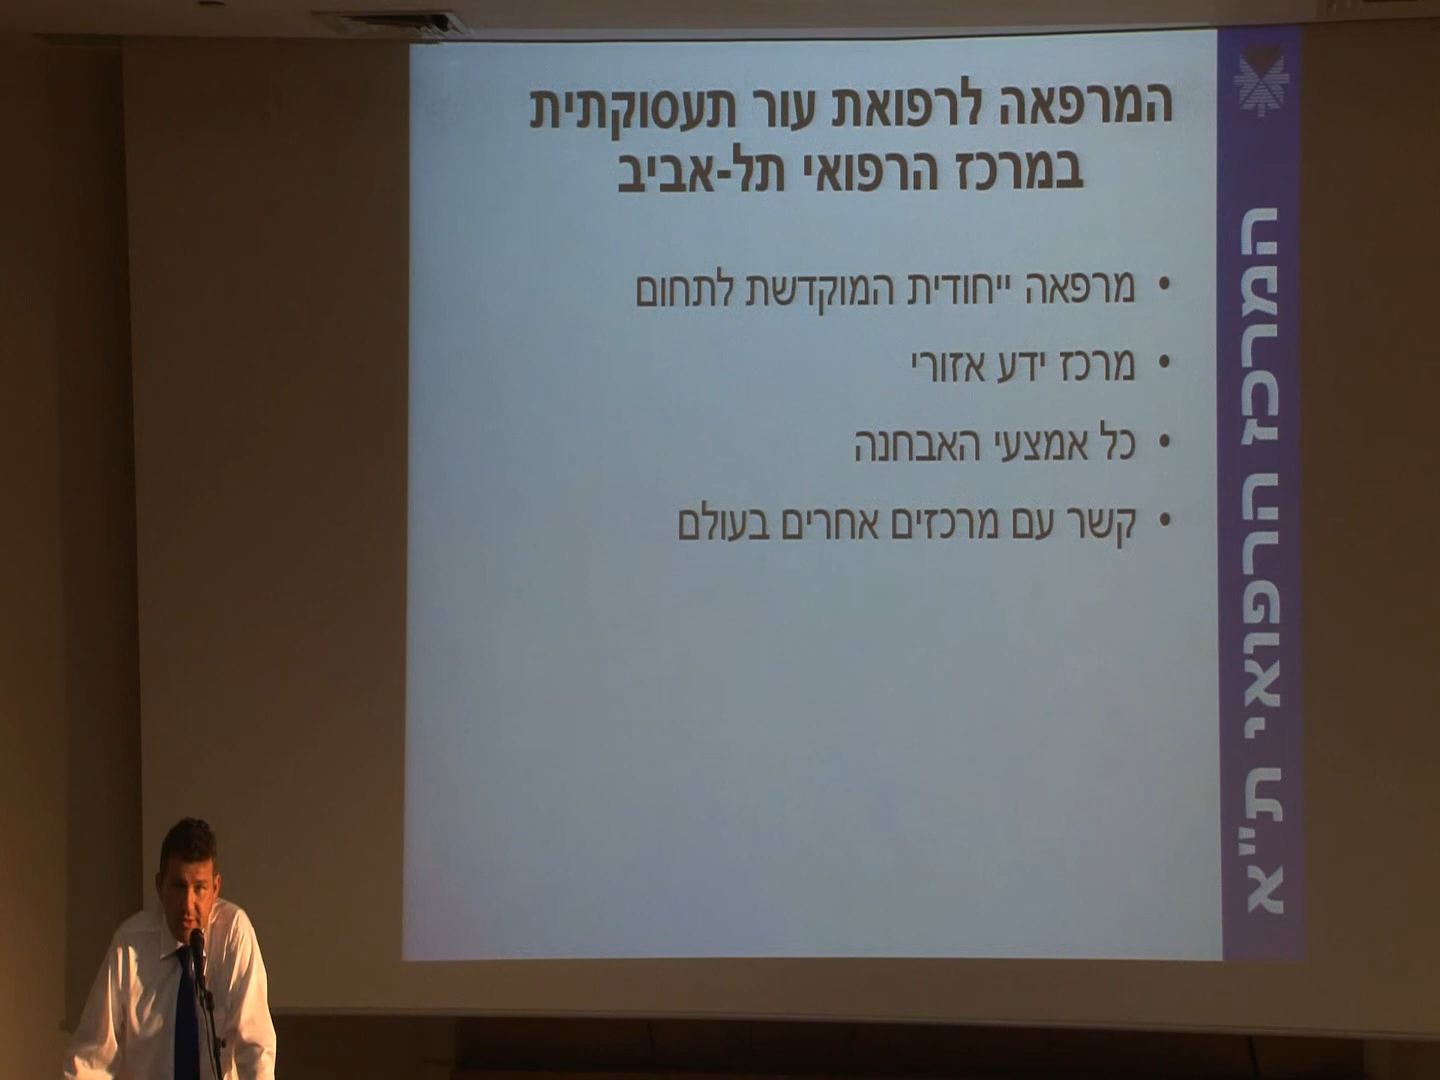 המרפאה לרפואת עור תעסוקתית
במרכז הרפואי תל-אביב
• מרפאה ייחודית המוקדשת לתחום
• מרכז ידע אזורי
• כל אמצעי האבחנה
• קשר עם מרכזים אחרים בעולם
המרכז הרפואי ת"א